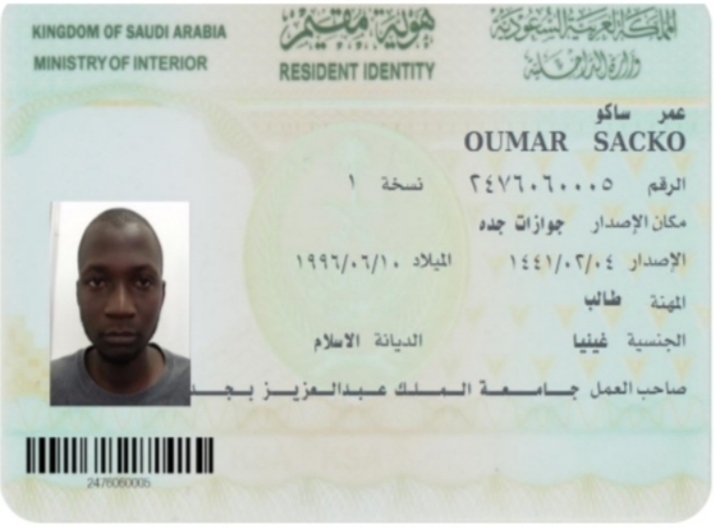 KINGDOM OF SAUDI ARABIA
MINISTRY OF INTERIOR
هوية مقيم
RESIDENT IDENTITY
المملكة العربية السعودية
وزارة الداخلية
عمر ساكو
OUMAR SACKO
الرقم ٢٤٧٦٠٦٠٠٠٥ نسخة ١
مكان الإصدار جوازات جده
الإصدار ١٤٤١/٠٢/٠٤ الميلاد ١٩٩٦/٠٦/١٠
المهنة طالب
الجنسية غينيا الديانة الاسلام
صاحب العمل جامعة الملك عبدالعزيز بجد
2476060005